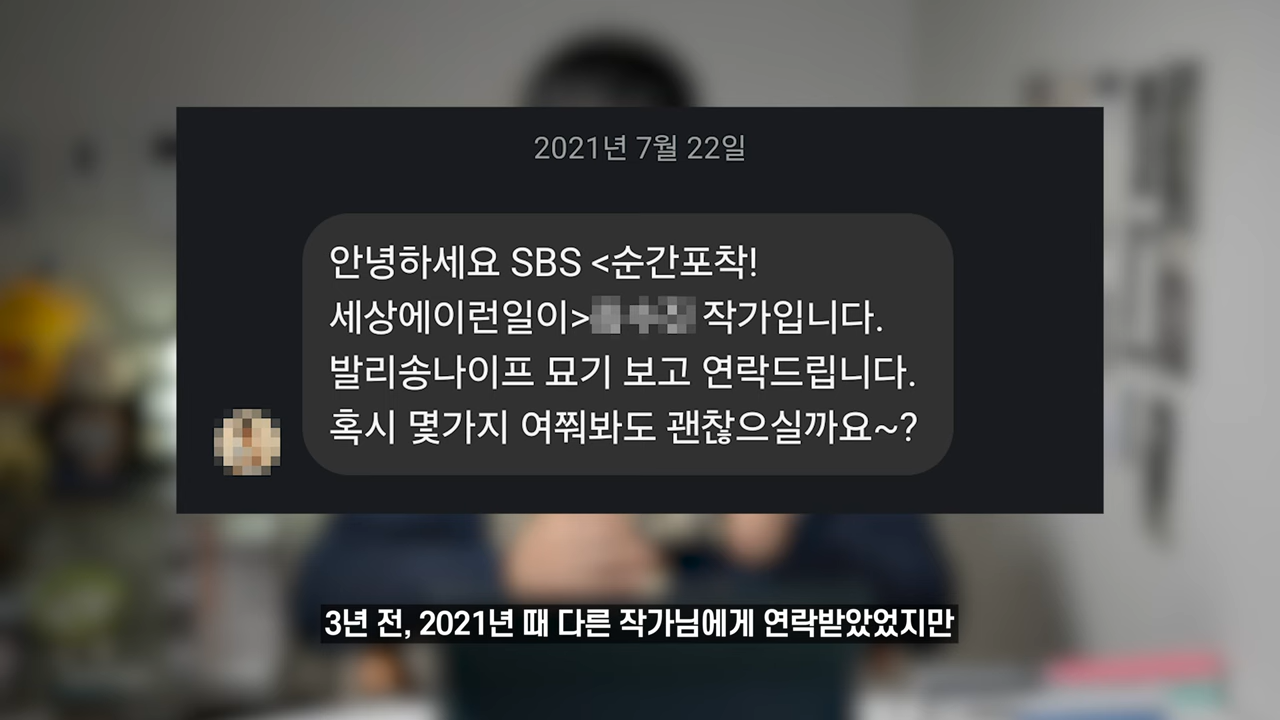 2021년 7월 22일
안녕하세요 SBS <순간포착!
세상에이런일이> 작가입니다.
발리송나이프 묘기 보고 연락드립니다.
혹시 몇가지 여쭤봐도 괜찮으실까요~?
3년 전, 2021년 때 다른 작가님에게 연락받았었지만